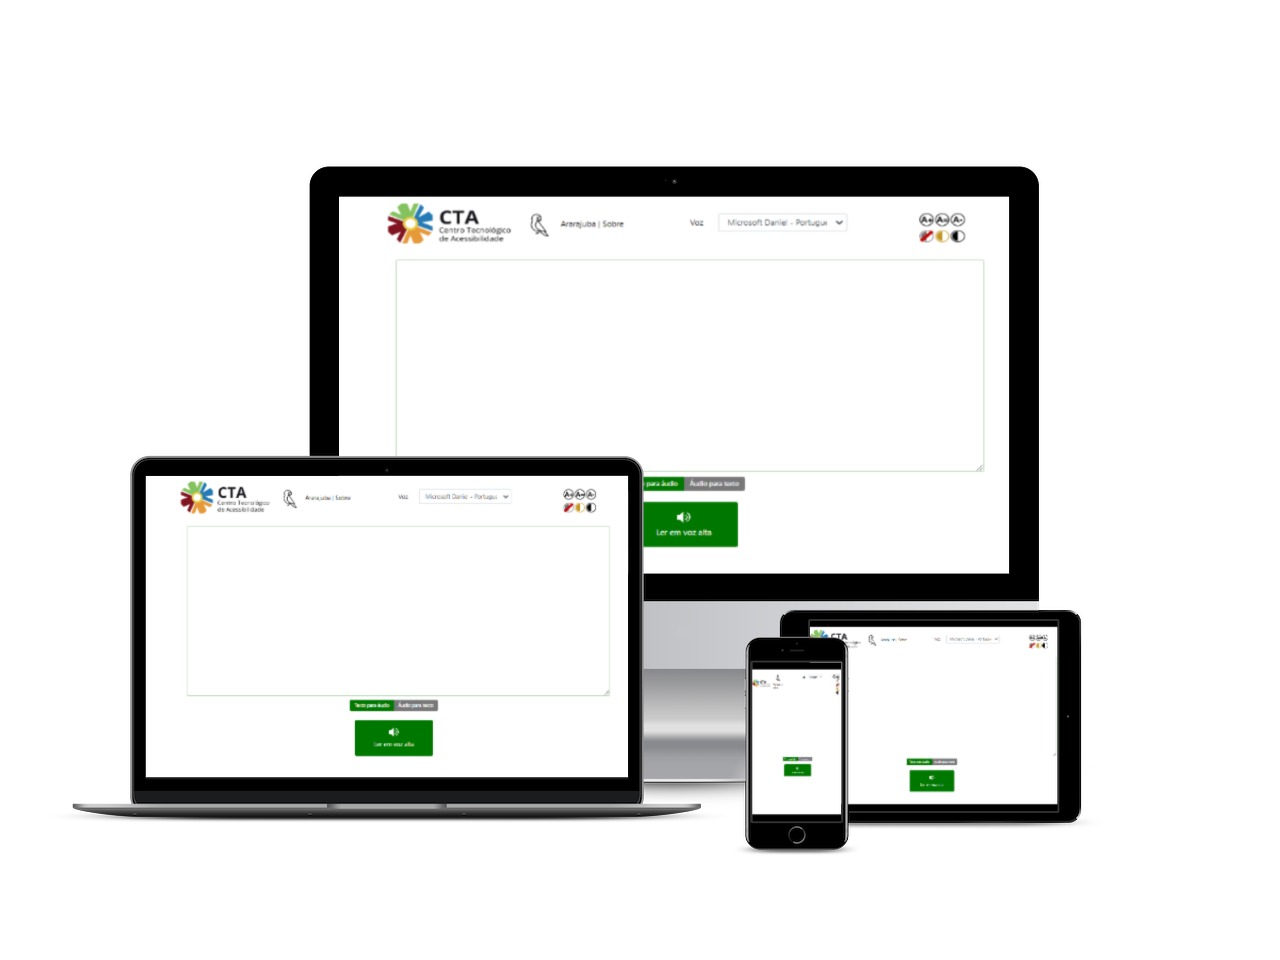 CTA
Centro Tecnológico
de Acessibilidade
Ararajuba | Sobre
Voz
Microsoft Daniel - Portugue
A+ A= A-
para áudio
Áudio para texto
Ler em voz alta
CTA
Centro Tecnológico
de Acessibilidade
Ararajuba | Sobre
Voz
Microsoft Daniel - Portugue
A+ A= A-
Texto para áudio
Áudio para texto
Ler em voz alta
CTA